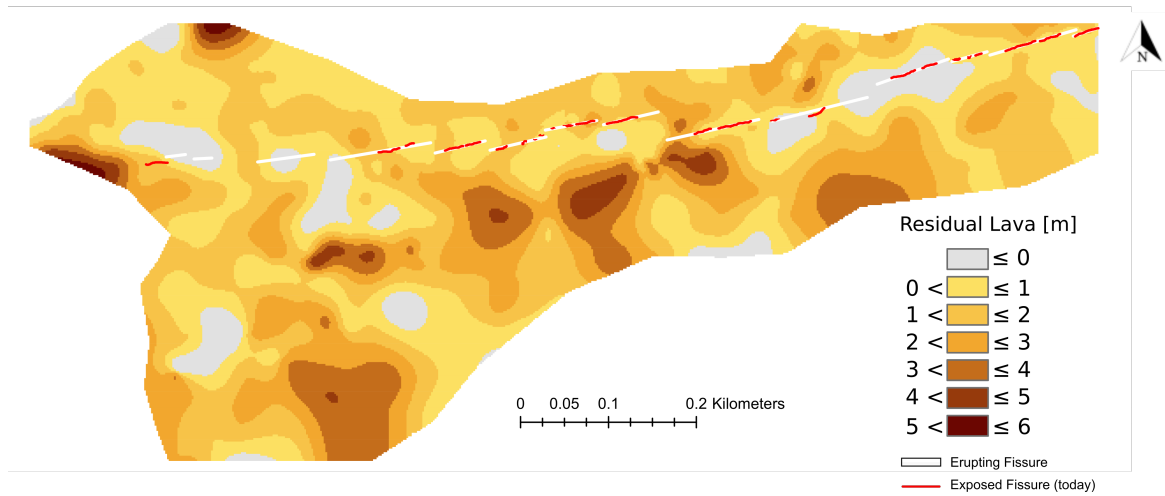 N
Residual Lava [m]
≤ 0
0 < ≤ 1
1 < ≤ 2
2 < ≤ 3
3 < ≤ 4
4 < ≤ 5
5 < ≤ 6
0 0.05 0.1 0.2 Kilometers
Erupting Fissure
Exposed Fissure (today)